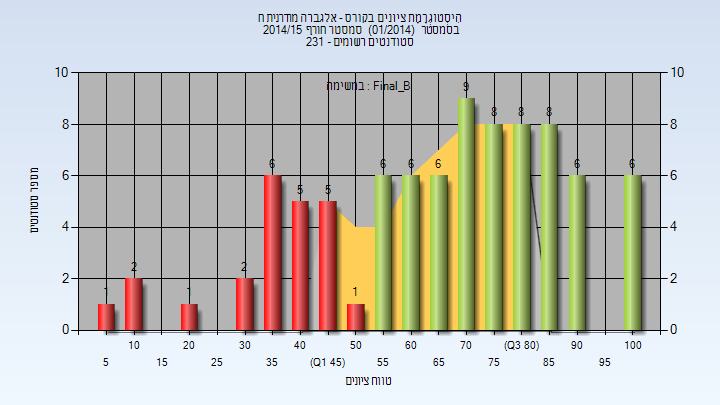 היסטוגרמת ציונים בקורס - אלגברה מודרנית ח
בסמסטר (01/2014) סמסטר חורף 2014/15
סטודנטים רשומים - 231
במשימה : Final_B
מספר סטודנטים
10 8 6 4 2 0
10 8 6 4 2 0
1 2 1 2 6 5 5 1 6 6 6 9 8 8 8 6 6
10 20 30 40 50 60 70 (Q3 80) 90 100
5 15 25 35 (Q1 45) 55 65 75 85 95
טווח ציונים